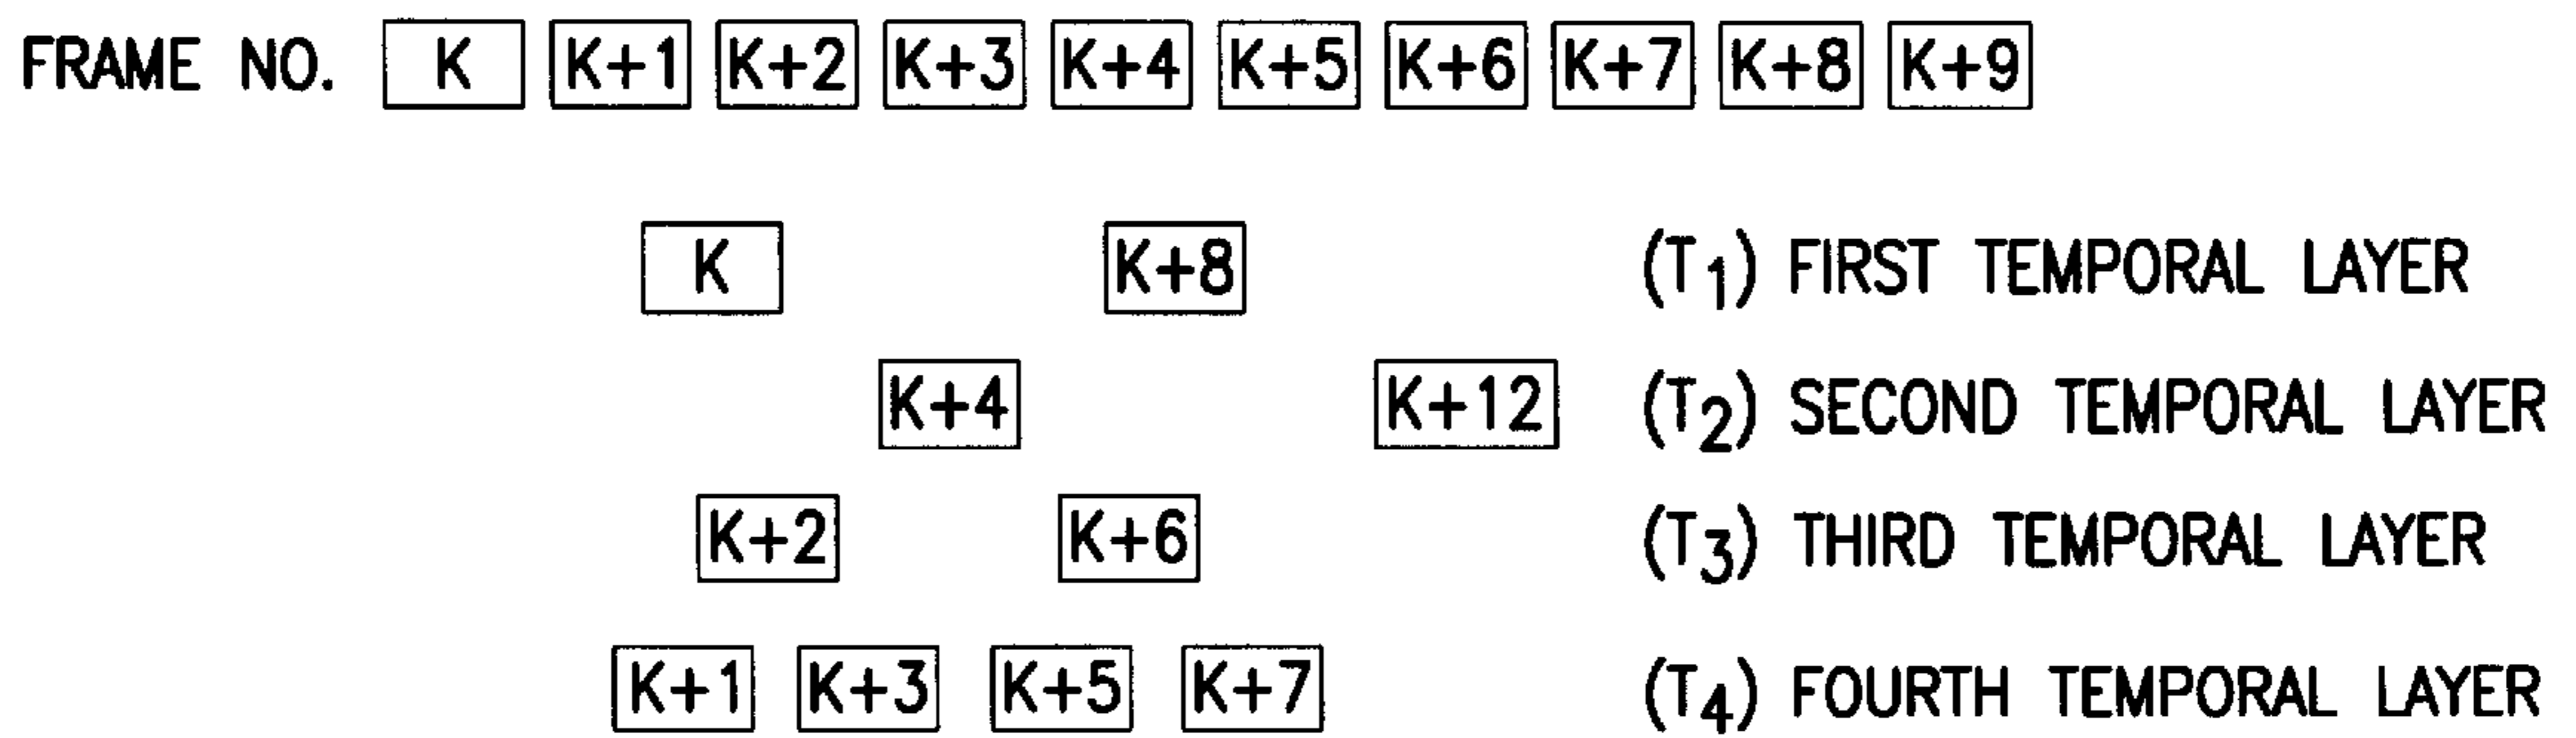 FRAME NO. K K+1 K+2 K+3 K+4 K+5 K+6 K+7 K+8 K+9
K K+8 (T1) FIRST TEMPORAL LAYER
K+4 K+12 (T2) SECOND TEMPORAL LAYER
K+2 K+6 (T3) THIRD TEMPORAL LAYER
K+1 K+3 K+5 K+7 (T4) FOURTH TEMPORAL LAYER